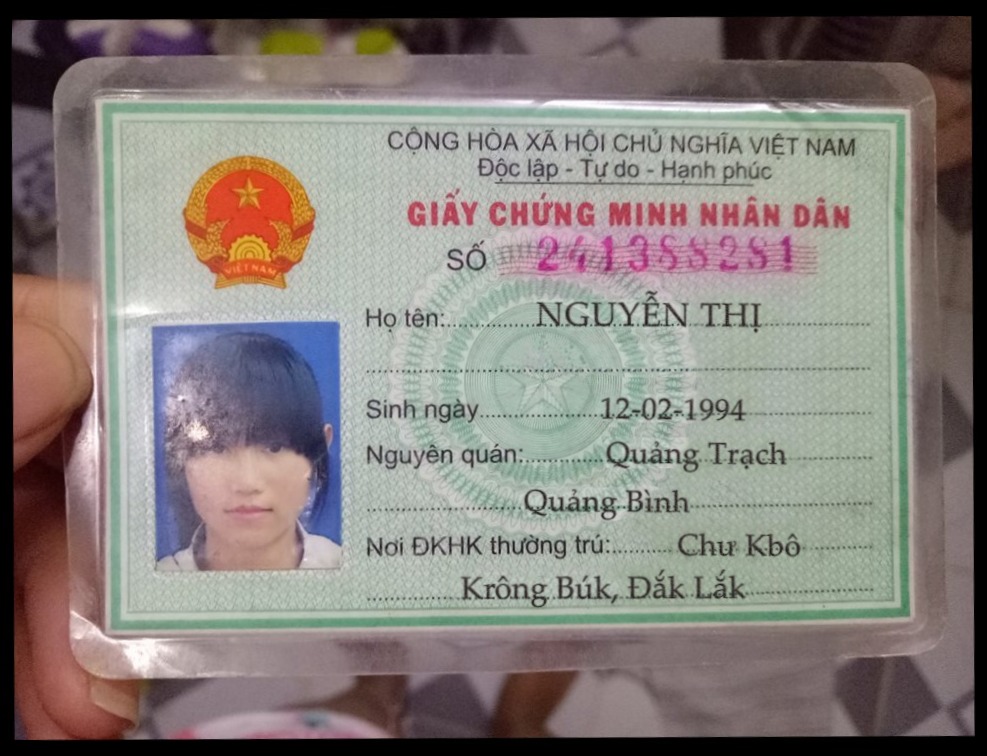 CỘNG HÒA XÃ HỘI CHỦ NGHĨA VIỆT NAM
Độc lập - Tự do - Hạnh phúc
GIẤY CHỨNG MINH NHÂN DÂN
SỐ 241388281
VIỆT NAM
Họ tên: NGUYỄN THỊ
Sinh ngày 12-02-1994
Nguyên quán: Quảng Trạch
Quảng Bình
Nơi ĐKHK thường trú: Chư Kbô
Krông Búk, Đắk Lắk